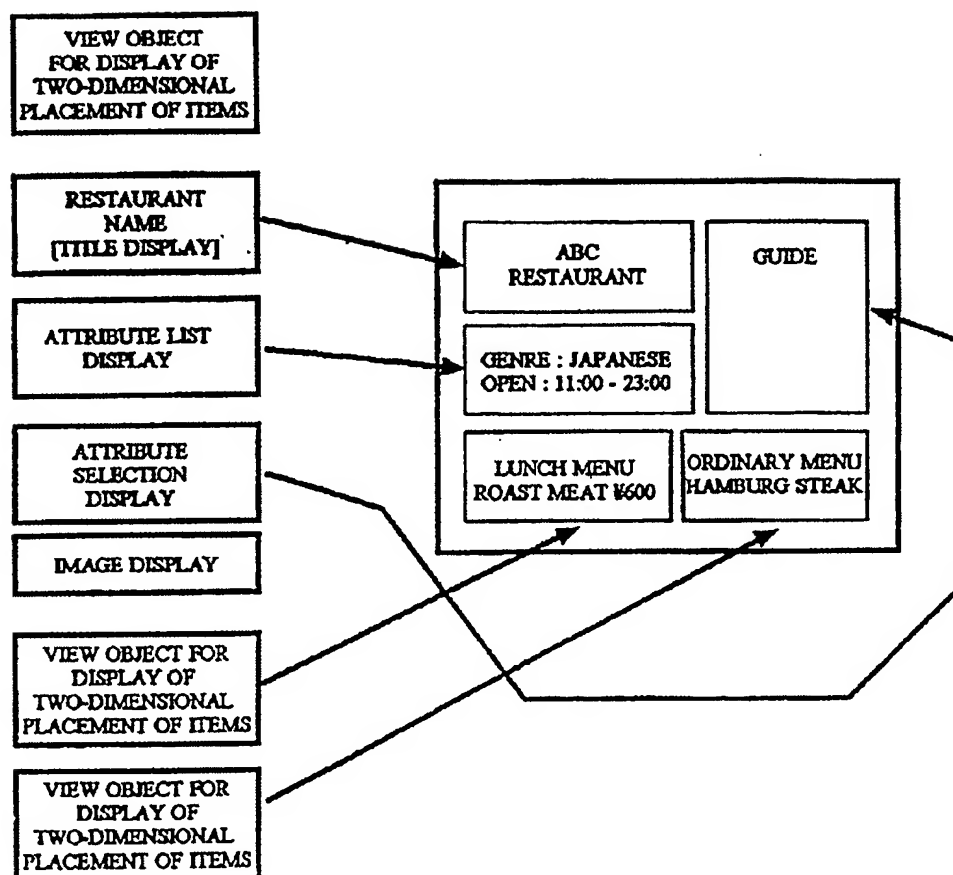 VIEW OBJECT
FOR DISPLAY OF
TWO-DIMENSIONAL
PLACEMENT OF ITEMS
RESTAURANT
NAME
[TITLE DISPLAY]
ATTRIBUTE LIST
DISPLAY
ATTRIBUTE
SELECTION
DISPLAY
IMAGE DISPLAY
VIEW OBJECT FOR
DISPLAY OF
TWO-DIMENSIONAL
PLACEMENT OF ITEMS
VIEW OBJECT FOR
DISPLAY OF
TWO-DIMENSIONAL
PLACEMENT OF ITEMS
ABC
RESTAURANT
GUIDE
GENRE : JAPANESE
OPEN : 11:00 - 23:00
LUNCH MENU
ROAST MEAT ¥600
ORDINARY MENU
HAMBURG STEAK